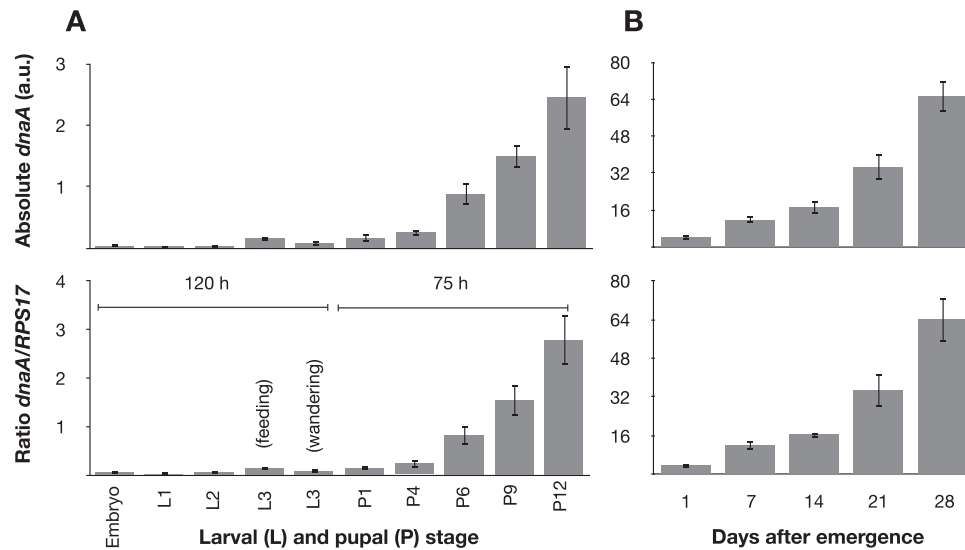 A
B
Absolute dnaA (a.u.)
3
2
1
80
64
48
32
16
Ratio dnaA/RPS17
4
3
2
1
120 h
75 h
(feeding)
(wandering)
80
64
48
32
16
Embryo
L1
L2
L3
L3
P1
P4
P6
P9
P12
Larval (L) and pupal (P) stage
1
7
14
21
28
Days after emergence